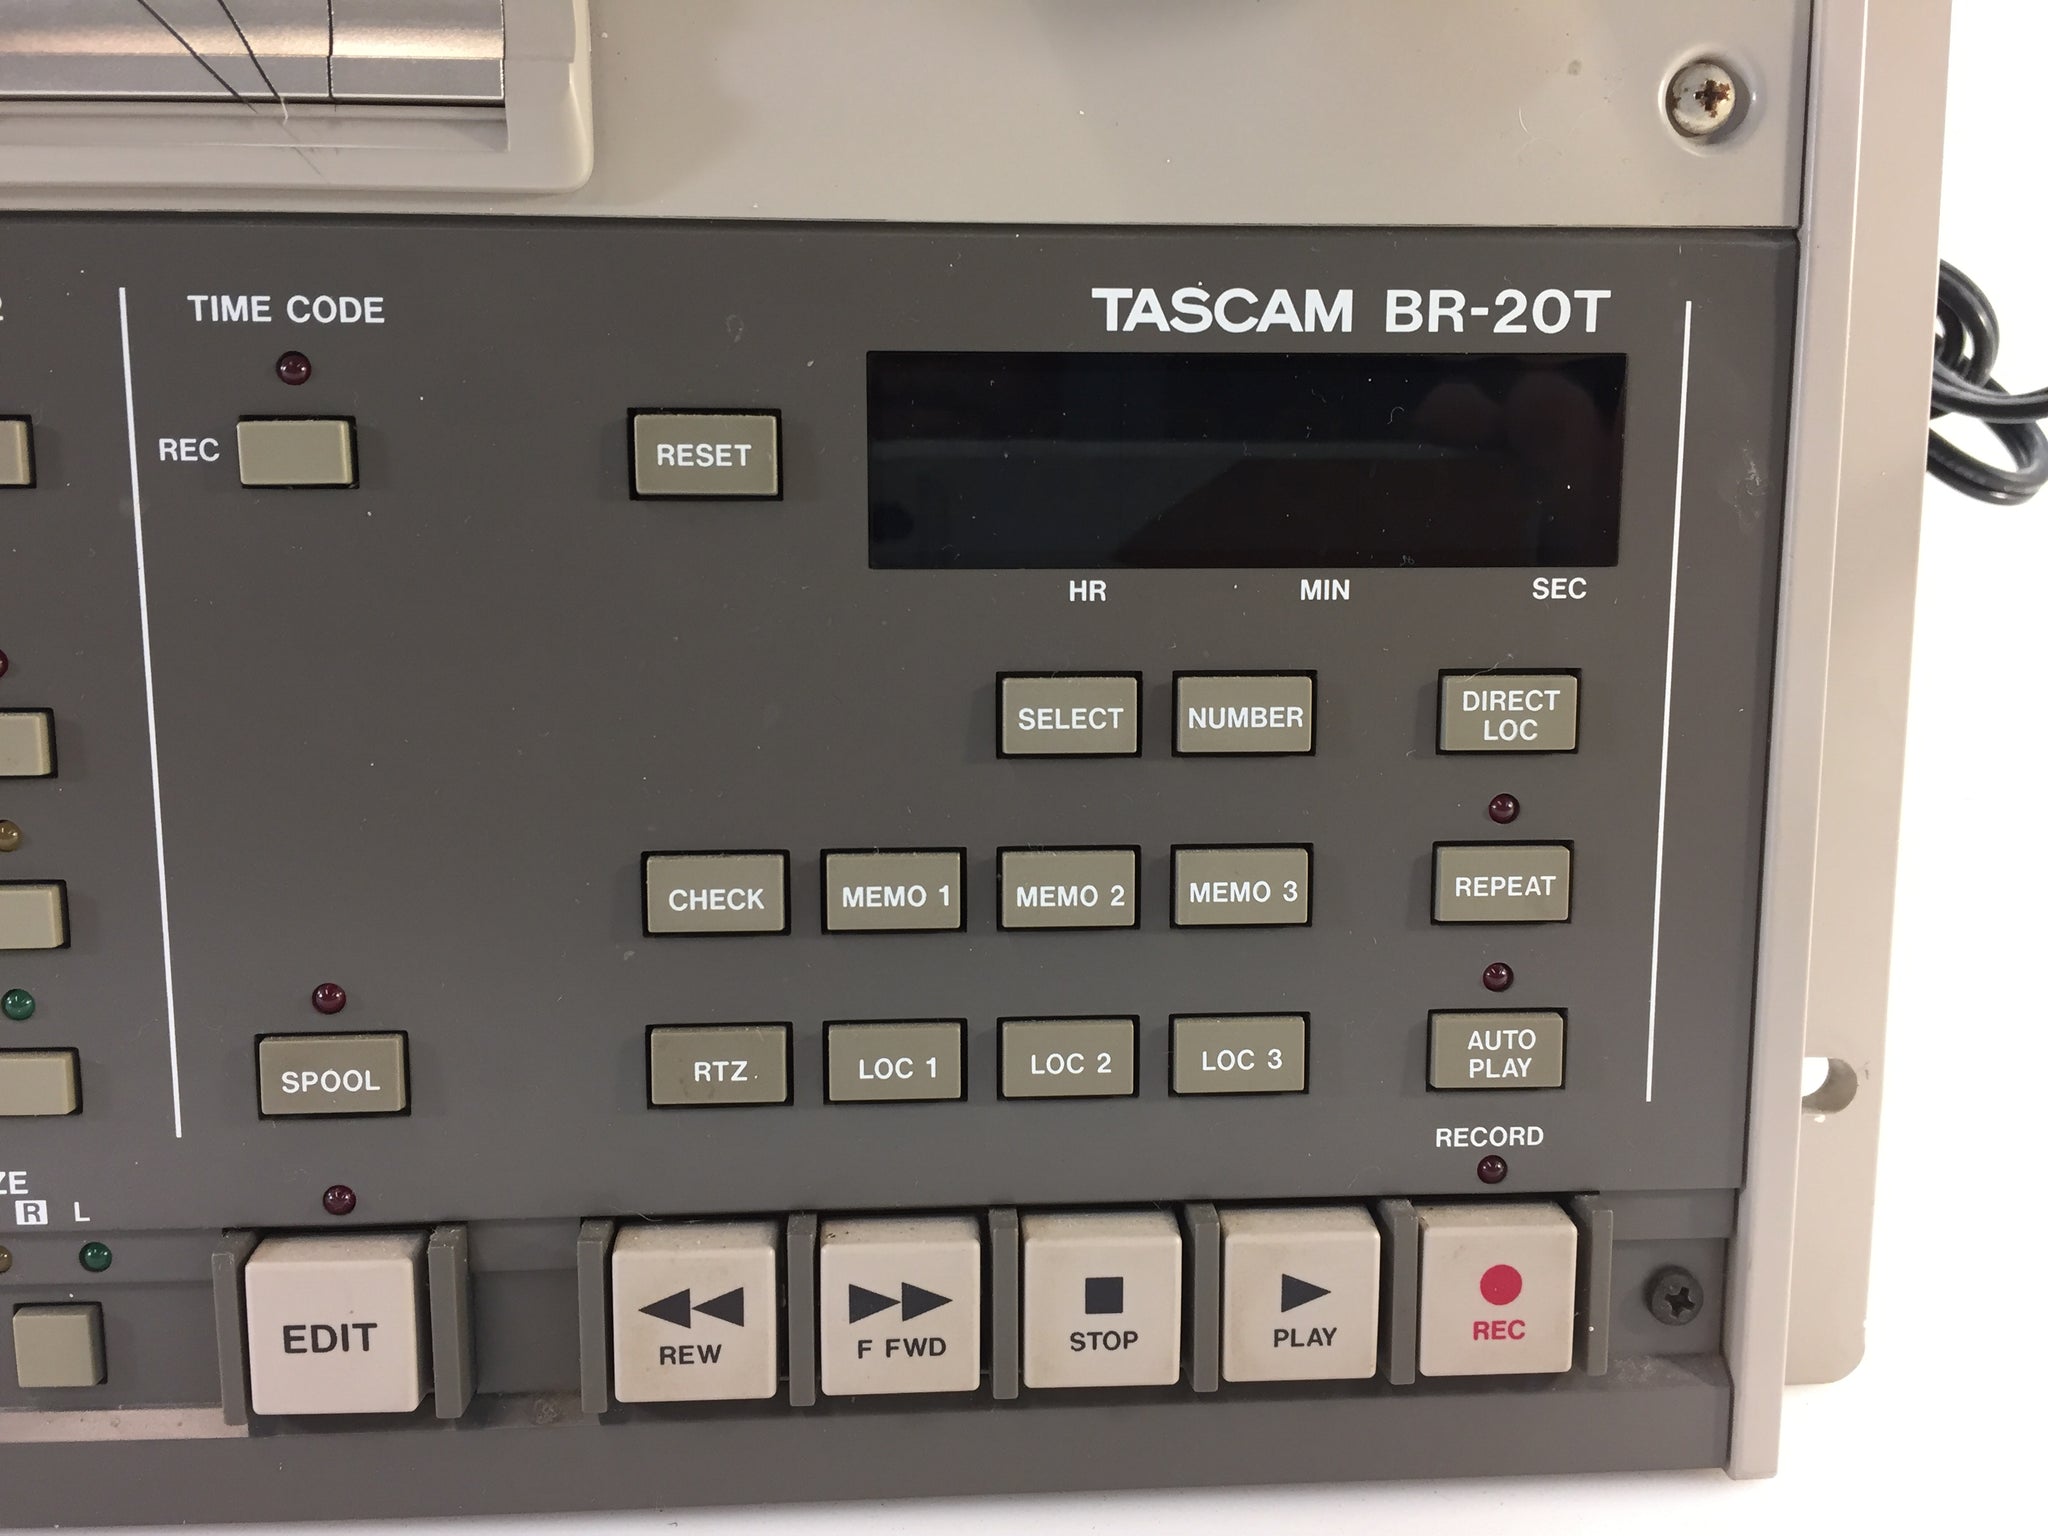 TIME CODE
TASCAM BR-20T
REC
RESET
HR MIN SEC
SELECT
NUMBER
DIRECT
LOC
CHECK
MEMO 1
MEMO 2
MEMO 3
REPEAT
SPOOL
RTZ
LOC 1
LOC 2
LOC 3
AUTO
PLAY
RECORD
R L
EDIT
REW
F FWD
STOP
PLAY
REC